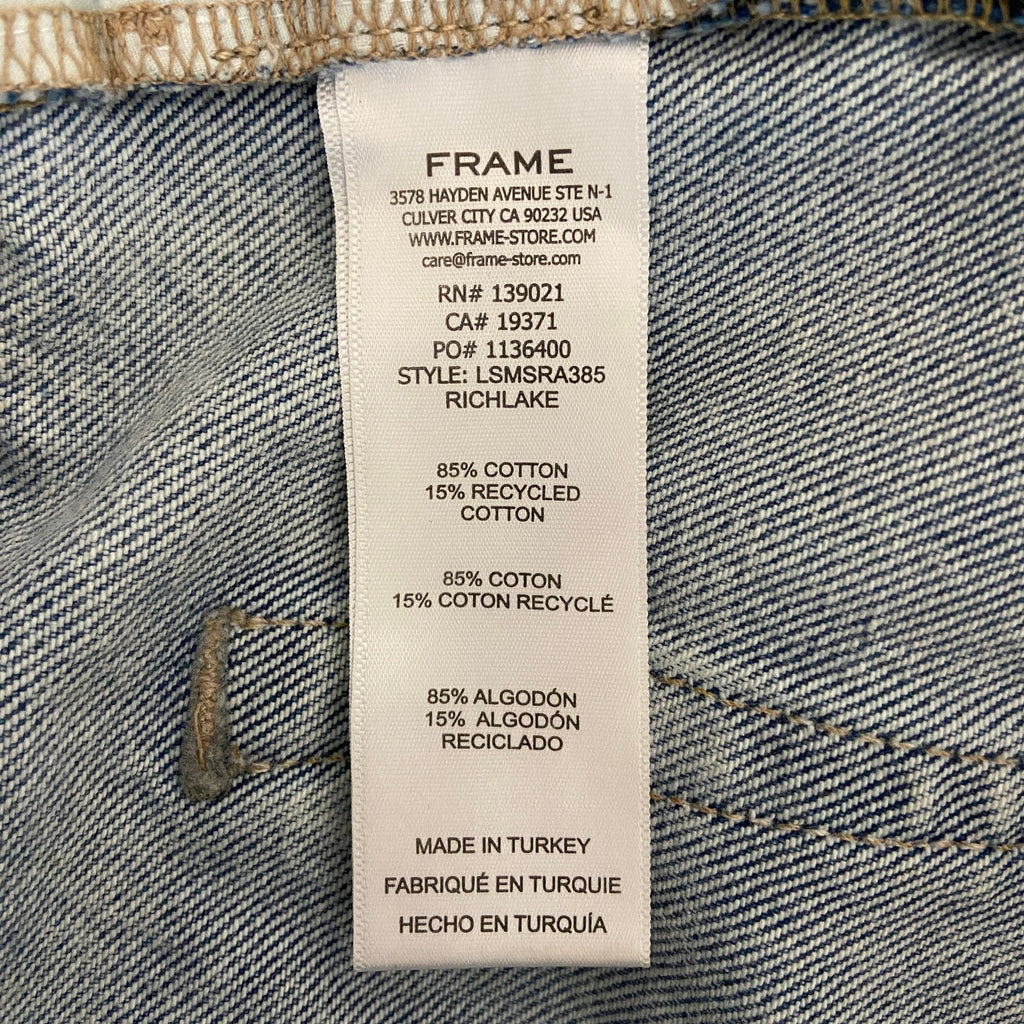 FRAME
3578 HAYDEN AVENUE STE N-1
CULVER CITY CA 90232 USA
WWW.FRAME-STORE.COM
care@frame-store.com
RN# 139021
CA# 19371
PO# 1136400
STYLE: LSMSRA385
RICHLAKE
85% COTTON
15% RECYCLED
COTTON
85% COTON
15% COTON RECYCLÉ
85% ALGODÓN
15% ALGODÓN
RECICLADO
MADE IN TURKEY
FABRIQUÉ EN TURQUIE
HECHO EN TURQUÍA